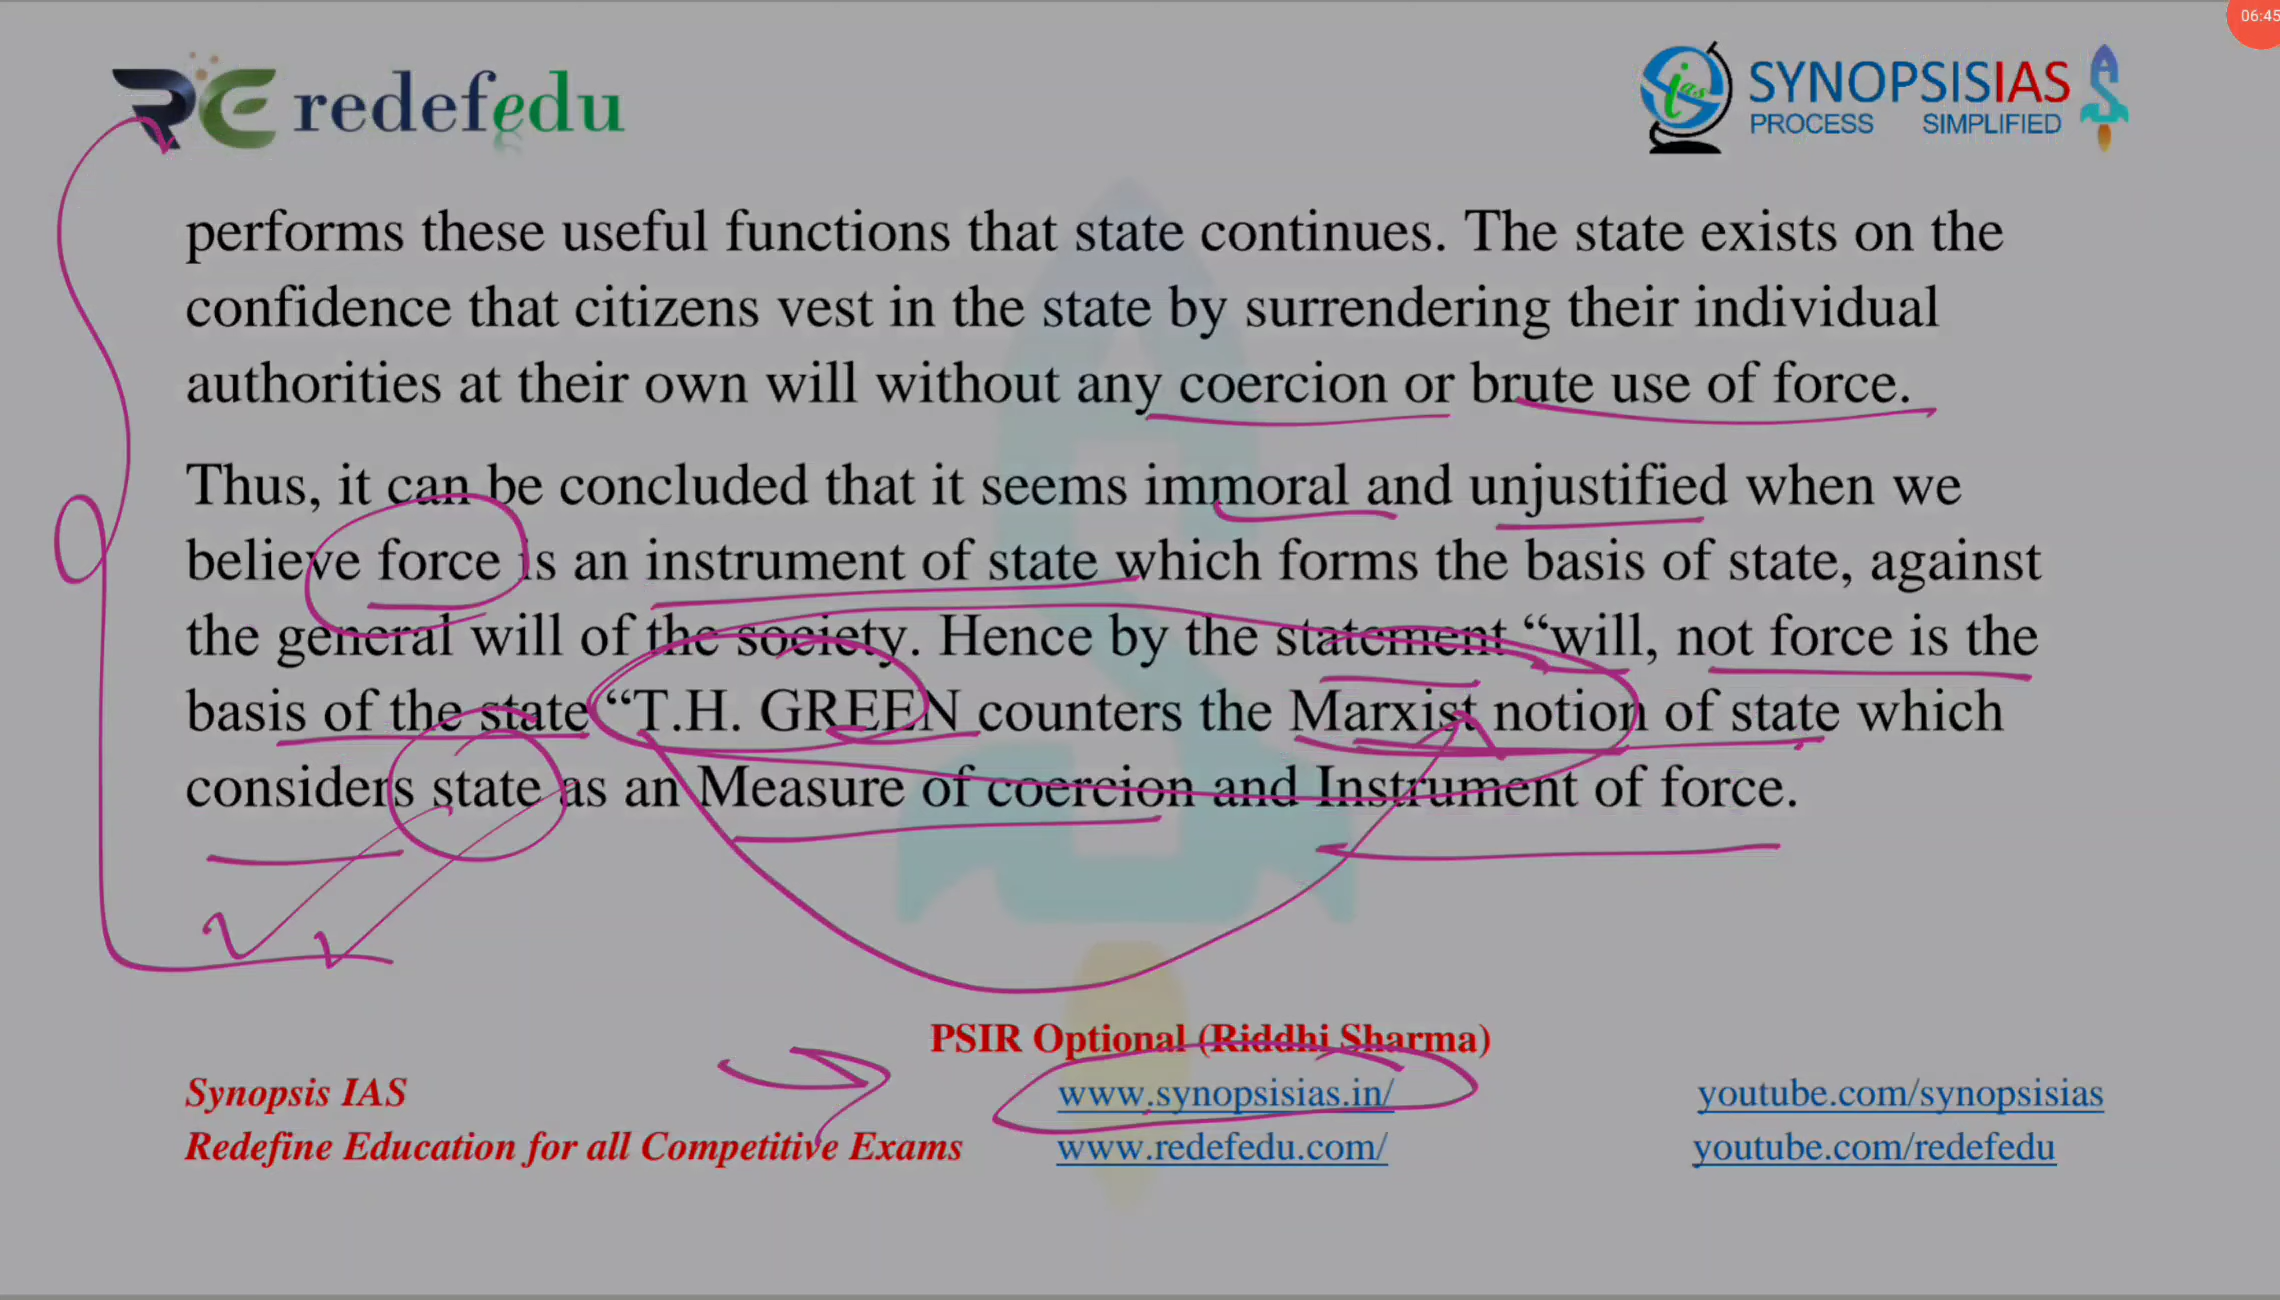 06:45
redefedu
SYNOPSISIAS
PROCESS SIMPLIFIED
performs these useful functions that state continues. The state exists on the
confidence that citizens vest in the state by surrendering their individual
authorities at their own will without any coercion or brute use of force.
Thus, it can be concluded that it seems immoral and unjustified when we
believe force is an instrument of state which forms the basis of state, against
the general will of the society. Hence by the statement “will, not force is the
basis of the state “T.H. GREEN counters the Marxist notion of state which
considers state as an Measure of coercion and Instrument of force.
PSIR Optional (Riddhi Sharma)
Synopsis IAS www.synopsisias.in/ youtube.com/synopsisias
Redefine Education for all Competitive Exams www.redefedu.com/ youtube.com/redefedu